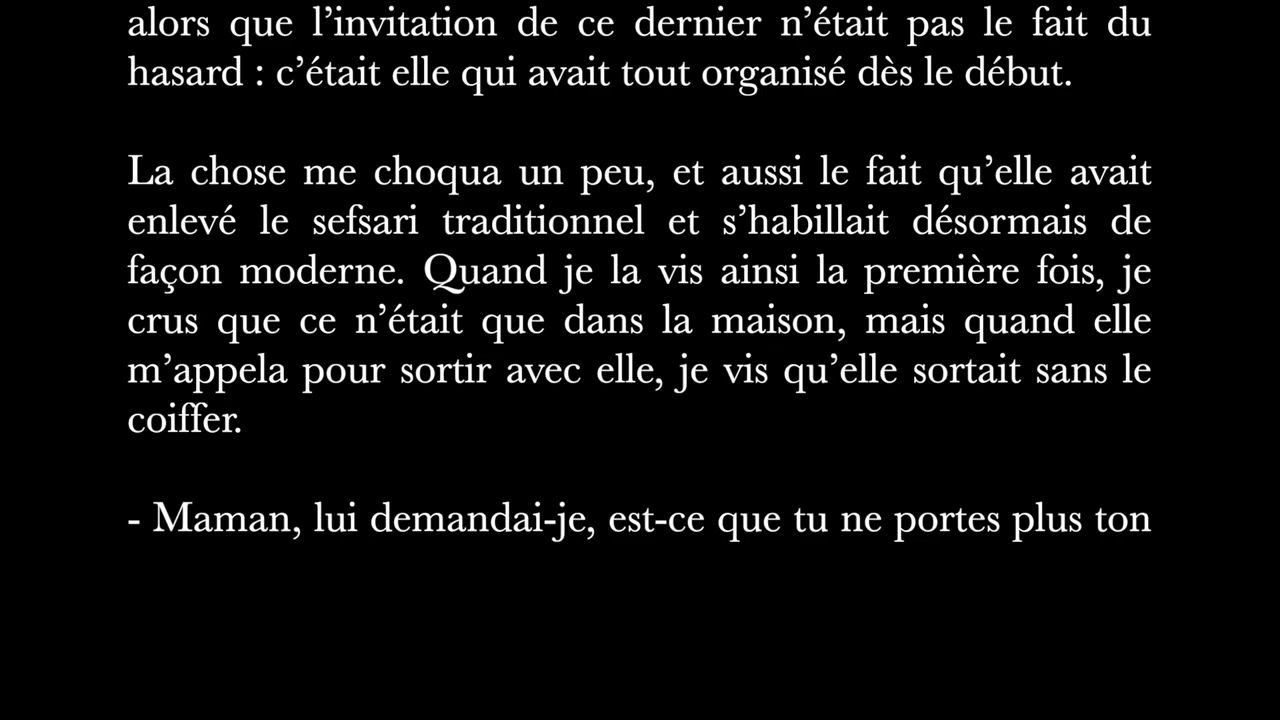 alors que l’invitation de ce dernier n’était pas le fait du
hasard : c’était elle qui avait tout organisé dès le début.
La chose me choqua un peu, et aussi le fait qu’elle avait
enlevé le sefsari traditionnel et s’habillait désormais de
façon moderne. Quand je la vis ainsi la première fois, je
crus que ce n’était que dans la maison, mais quand elle
m’appela pour sortir avec elle, je vis qu’elle sortait sans le
coiffer.
- Maman, lui demandai-je, est-ce que tu ne portes plus ton